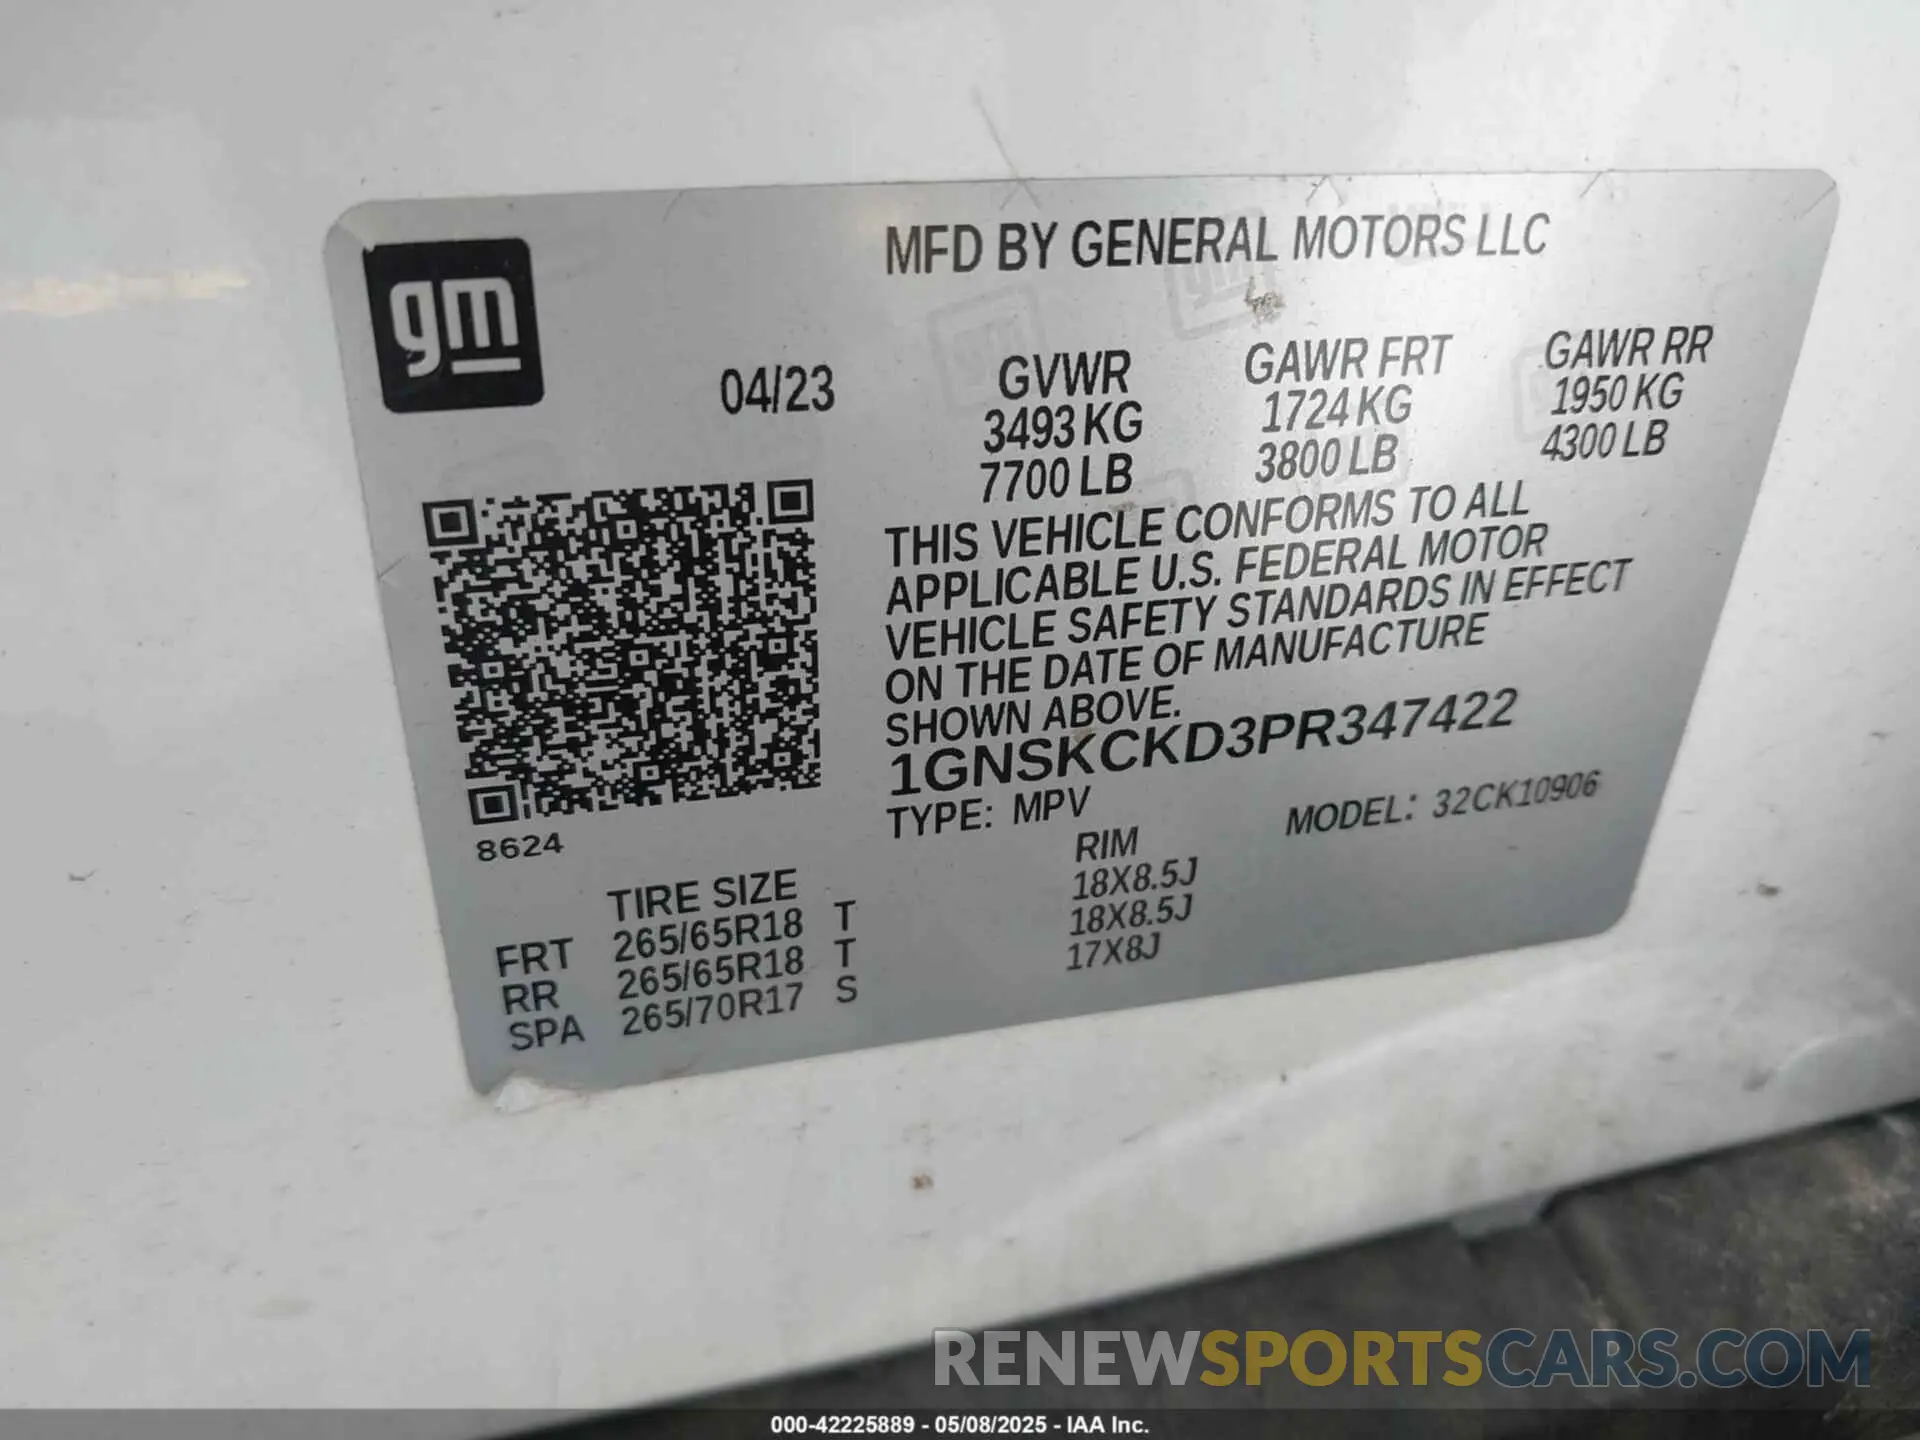 MFD BY GENERAL MOTORS LLC
gm
04/23
GVWR GAWR FRT GAWR RR
3493 KG 1724 KG 1950 KG
7700 LB 3800 LB 4300 LB
THIS VEHICLE CONFORMS TO ALL
APPLICABLE U.S. FEDERAL MOTOR
VEHICLE SAFETY STANDARDS IN EFFECT
ON THE DATE OF MANUFACTURE
SHOWN ABOVE.
1GNSKCKD3PR347422
TYPE: MPV MODEL: 32CK10906
8624
TIRE SIZE RIM
FRT 265/65R18 T 18X8.5J
RR 265/65R18 T 18X8.5J
SPA 265/70R17 S 17X8J
RENEWSPORTSCARS.COM
000-42225889 - 05/08/2025 - IAA Inc.